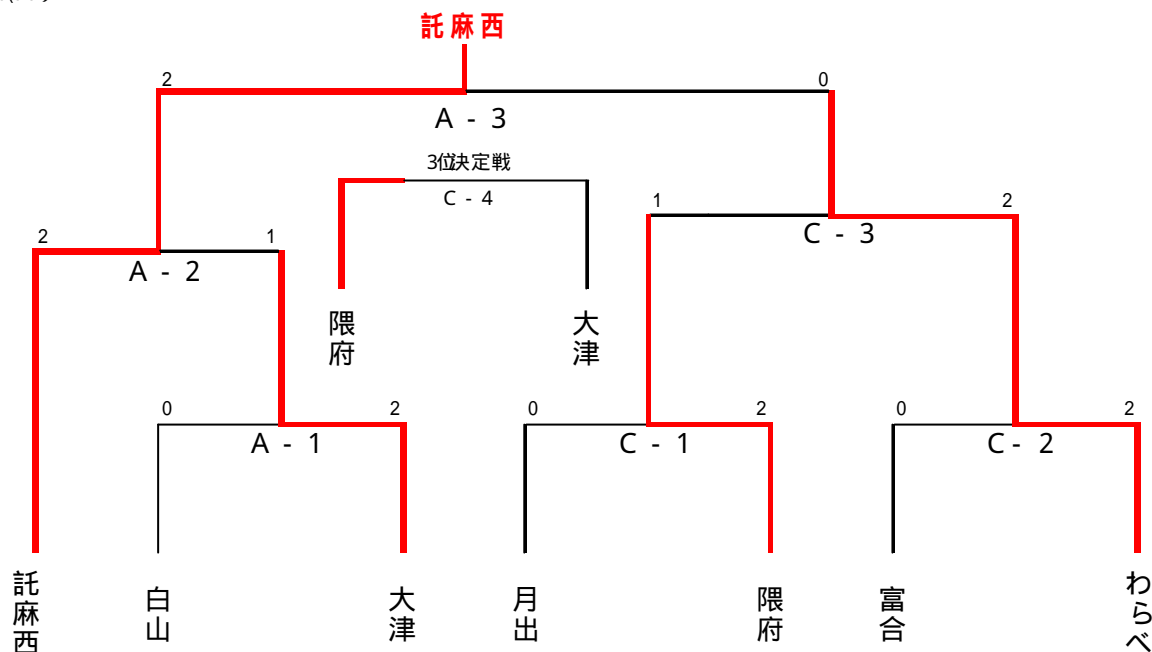 託麻西
2
0
A - 3
3位決定戦
C - 4
1
2
C - 3
2
1
A - 2
隈府
大津
0
2
A - 1
0
2
C - 1
0
2
C - 2
託麻西
白山
大津
月出
隈府
富合
わらべ